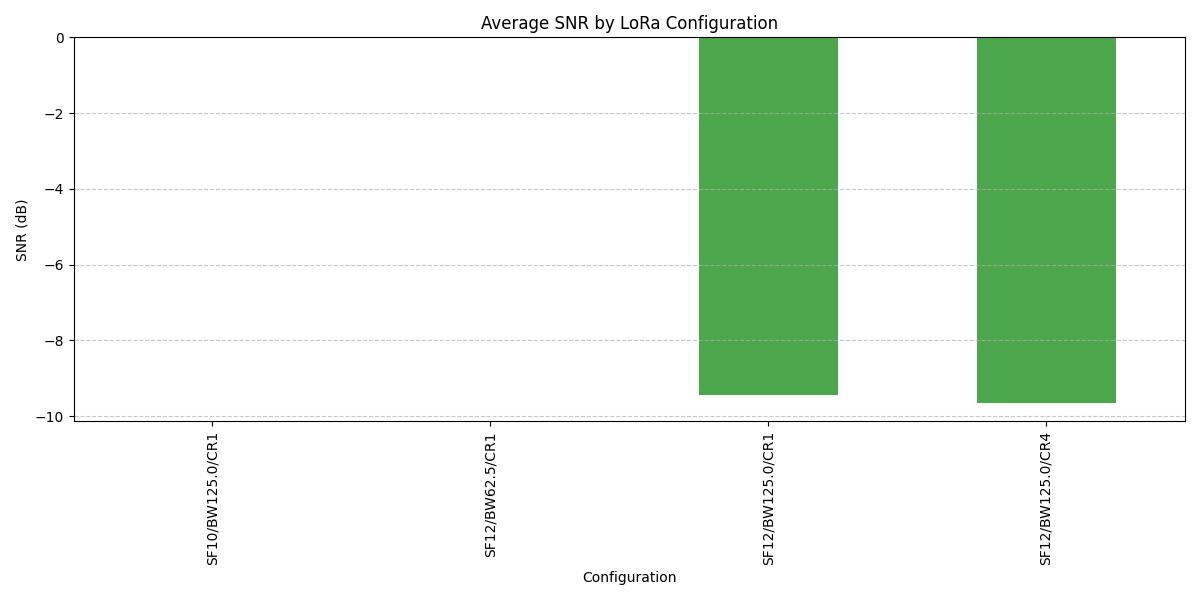 Average SNR by LoRa Configuration
SNR (dB)
0
−2
−4
−6
−8
−10
SF10/BW125.0/CR1
SF12/BW62.5/CR1
SF12/BW125.0/CR1
SF12/BW125.0/CR4
Configuration